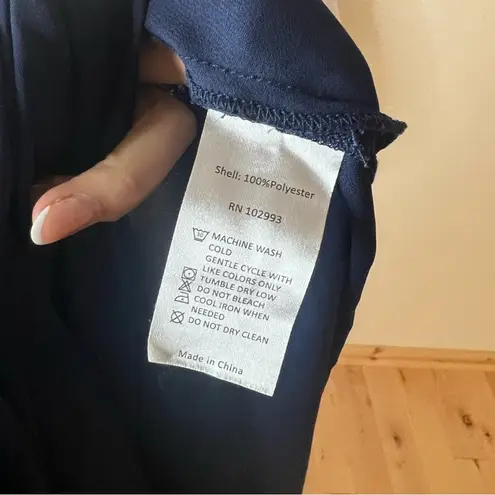 Shell: 100%Polyester
RN 102993
30 MACHINE WASH
COLD
GENTLE CYCLE WITH
LIKE COLORS ONLY
TUMBLE DRY LOW
DO NOT BLEACH
COOL IRON WHEN
NEEDED
DO NOT DRY CLEAN
Made in China